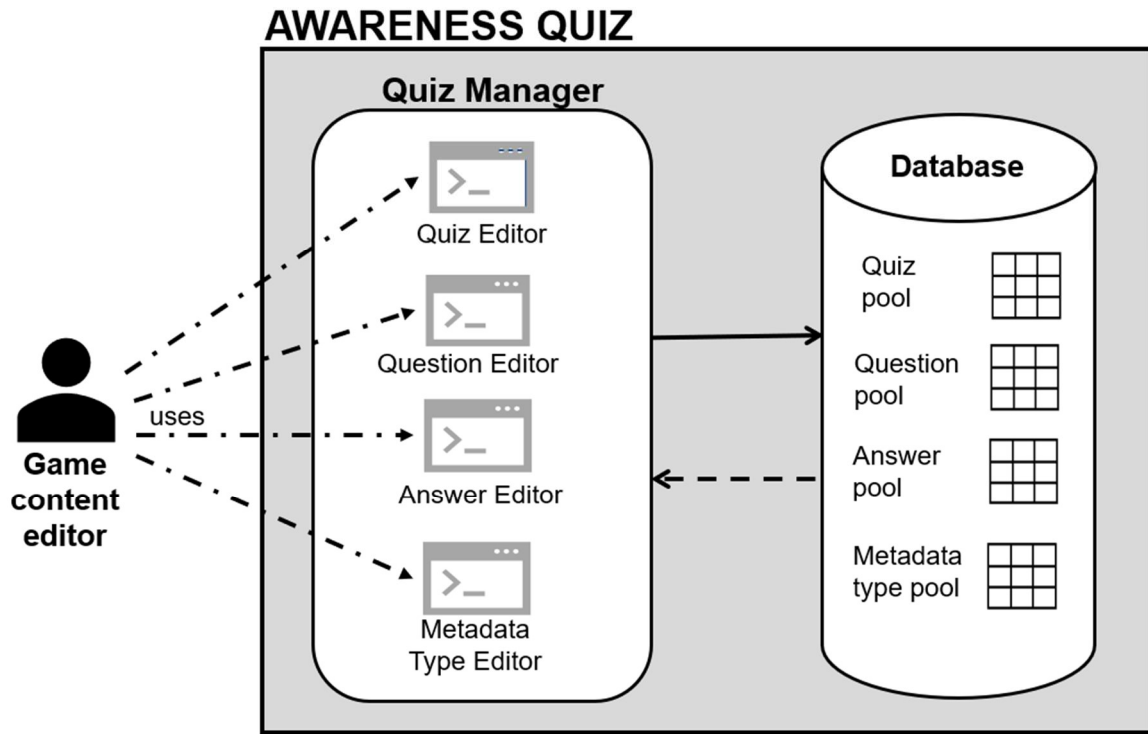 AWARENESS QUIZ
Quiz Manager
Quiz Editor
Question Editor
Answer Editor
Metadata
Type Editor
uses
Game
content
editor
Database
Quiz
pool
Question
pool
Answer
pool
Metadata
type pool